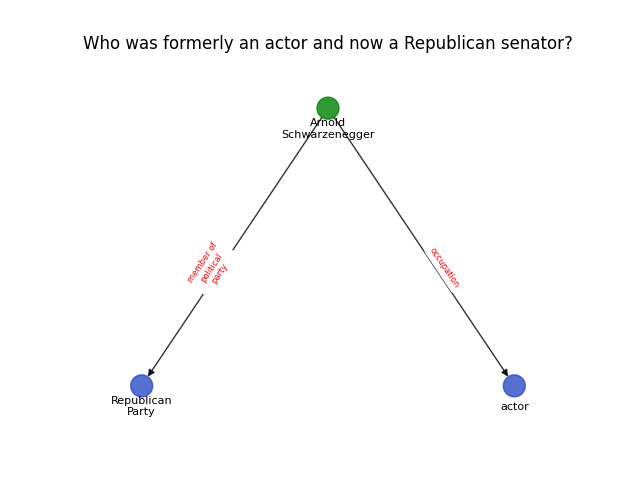 Who was formerly an actor and now a Republican senator?
Arnold
Schwarzenegger
member of
political
party
occupation
Republican
Party
actor